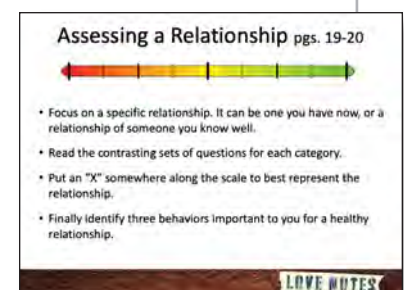 Assessing a Relationship pgs. 19-20
• Focus on a specific relationship. It can be one you have now, or a
relationship of someone you know well.
• Read the contrasting sets of questions for each category.
• Put an "X" somewhere along the scale to best represent the
relationship.
• Finally identify three behaviors important to you for a healthy
relationship.
LOVE NOTES